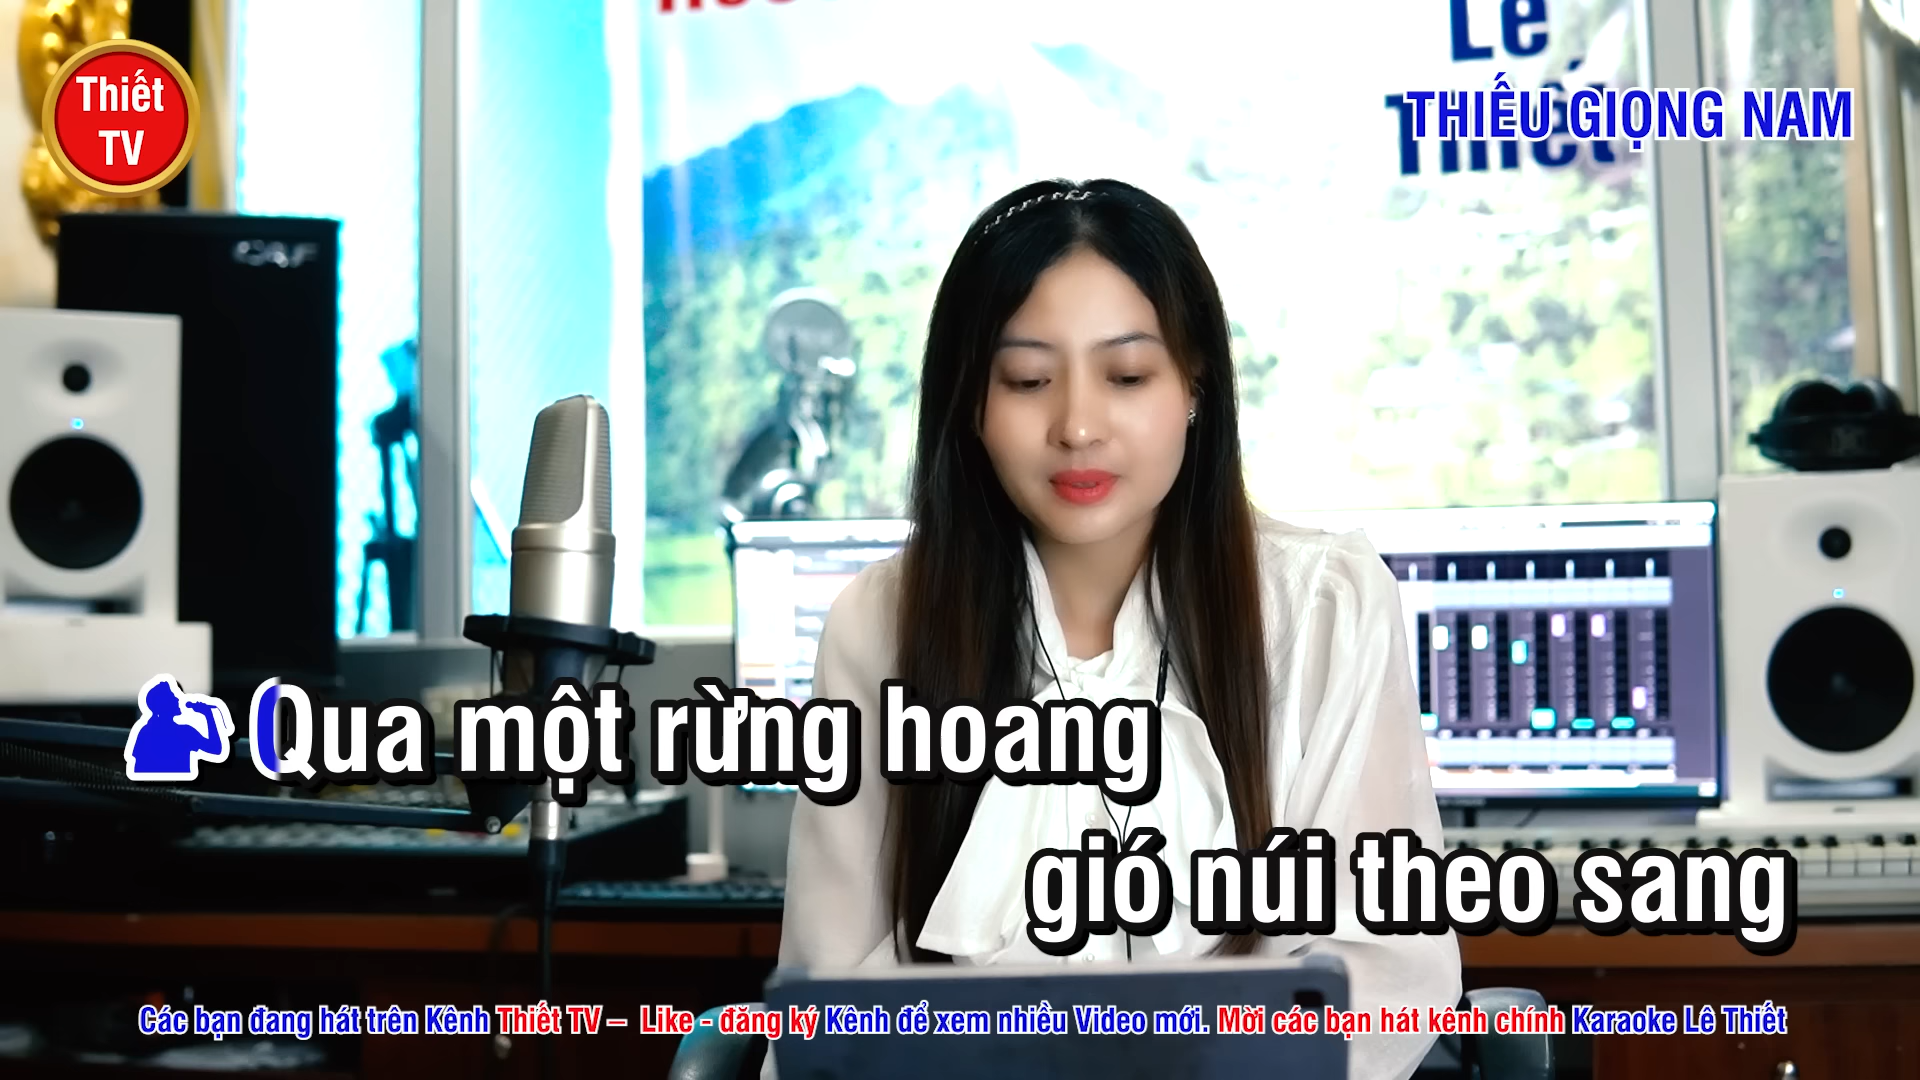 Thiết
TV
Lê
Thiết
THIẾU GIỌNG NAM
Qua một rừng hoang
gió núi theo sang
Các bạn đang hát trên Kênh Thiết TV – Like - đăng ký Kênh để xem nhiều Video mới. Mời các bạn hát kênh chính Karaoke Lê Thiết